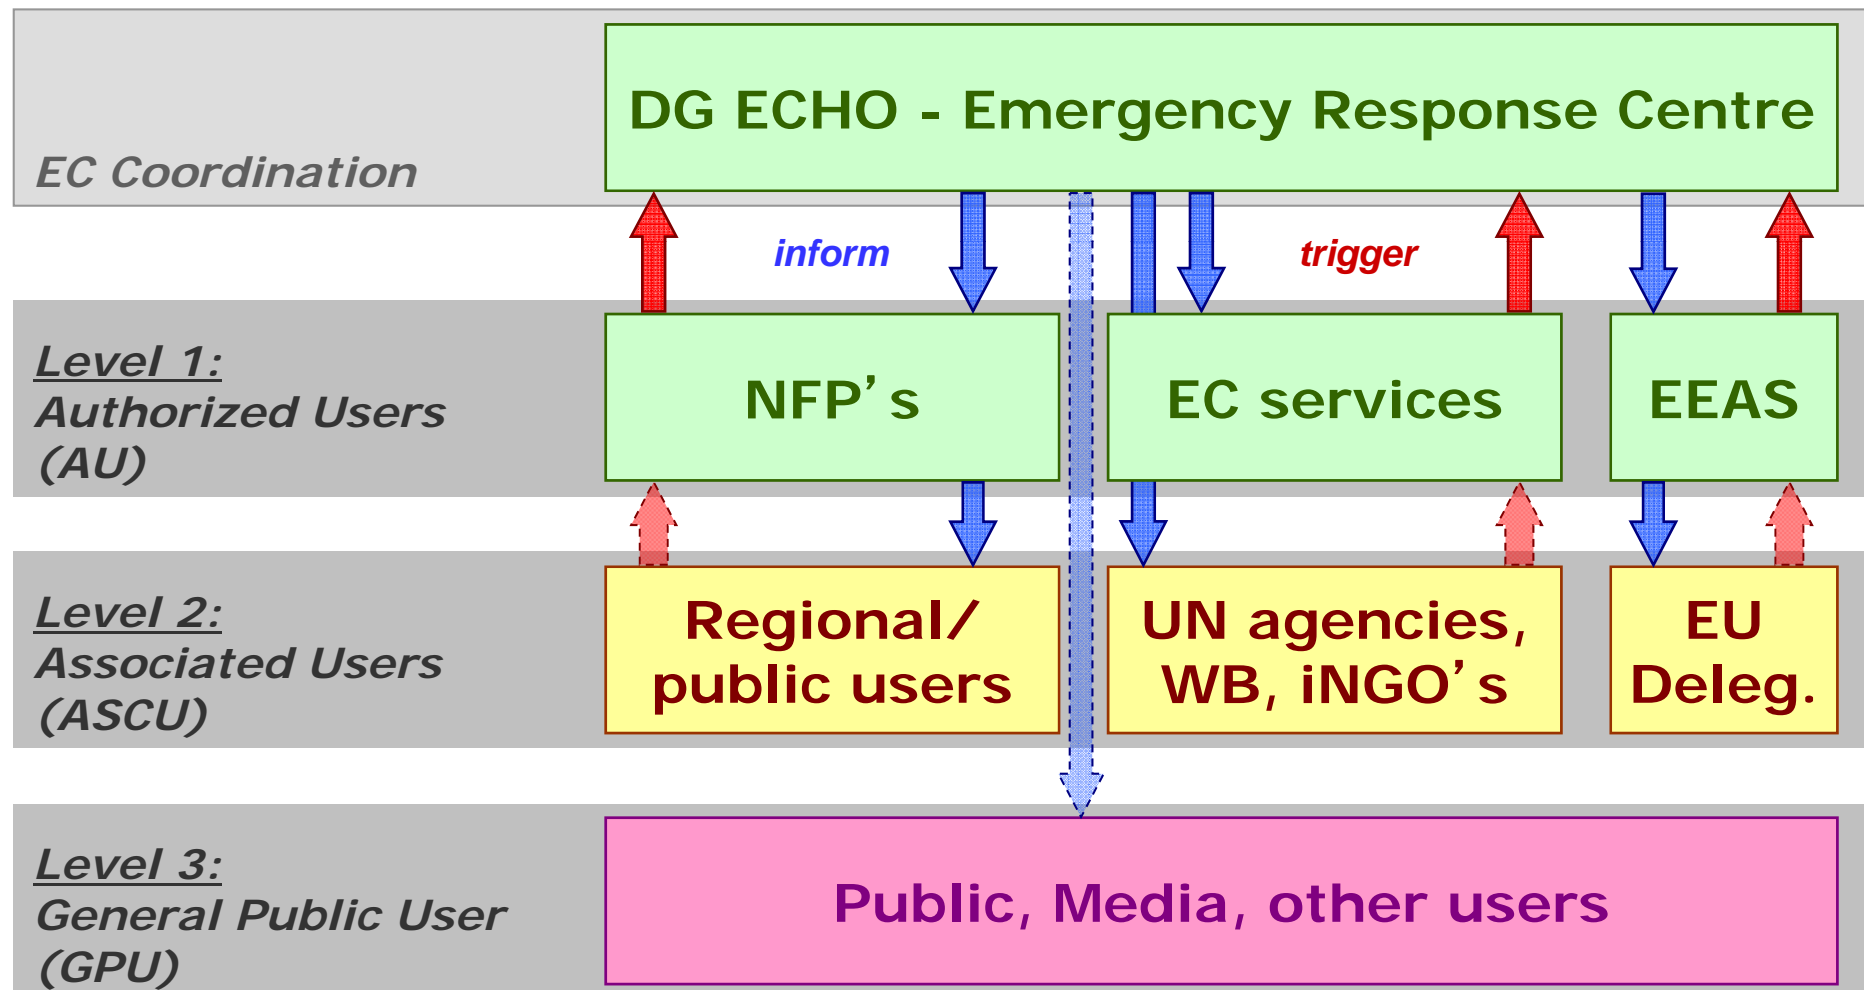 DG ECHO - Emergency Response Centre
EC Coordination
inform
trigger
Level 1:
Authorized Users
(AU)
NFP's
EC services
EEAS
Level 2:
Associated Users
(ASCU)
Regional/
public users
UN agencies,
WB, iNGO's
EU
Deleg.
Level 3:
General Public User
(GPU)
Public, Media, other users